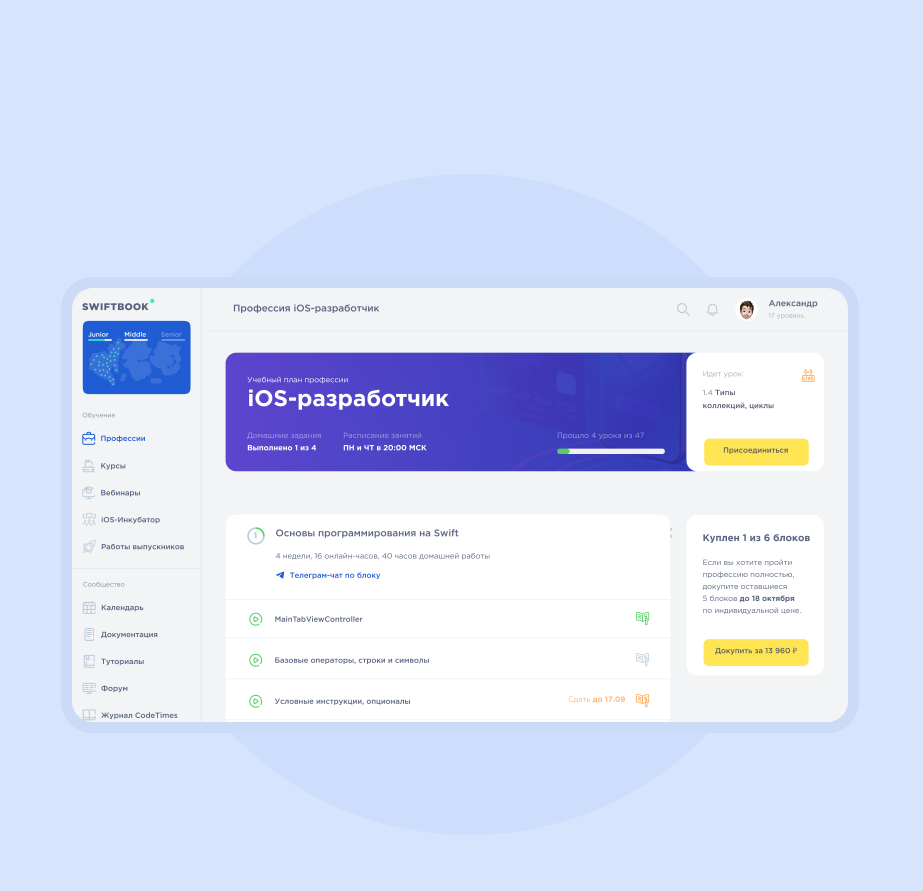 SWIFTBOOK
Junior
Middle
Senior
Обучение
Профессии
Курсы
Вебинары
iOS-Инкубатор
Работы выпускников
Сообщество
Календарь
Документация
Туториалы
Форум
Журнал CodeTimes
Профессия iOS-разработчик
Александр
17 уровень
Учебный план профессии
iOS-разработчик
Домашние задания
Выполнено 1 из 4
Расписание занятий
ПН и ЧТ в 20:00 МСК
Прошло 4 урока из 47
Идет урок:
LIVE
1.4 Типы
коллекций, циклы
Присоединиться
1
Основы программирования на Swift
4 недели, 16 онлайн-часов, 40 часов домашней работы
Телеграм-чат по блоку
MainTabViewController
Базовые операторы, строки и символы
Условные инструкции, опционалы
Сдать до 17.09
Куплен 1 из 6 блоков
Если вы хотите пройти
профессию полностью,
докупите оставшиеся
5 блоков до 18 октября
по индивидуальной цене.
Докупить за 13 960 ₽